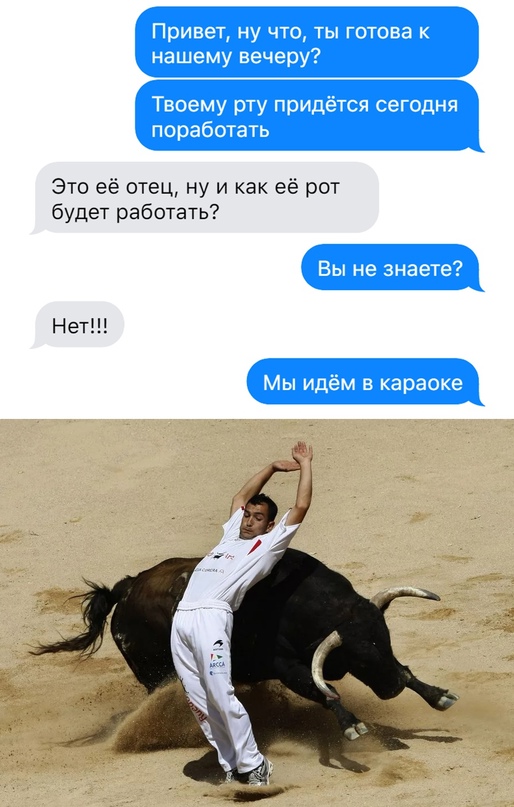 Привет, ну что, ты готова к
нашему вечеру?
Твоему рту придётся сегодня
поработать
Это её отец, ну и как её рот
будет работать?
Вы не знаете?
Нет!!!
Мы идём в караоке
ARCCA